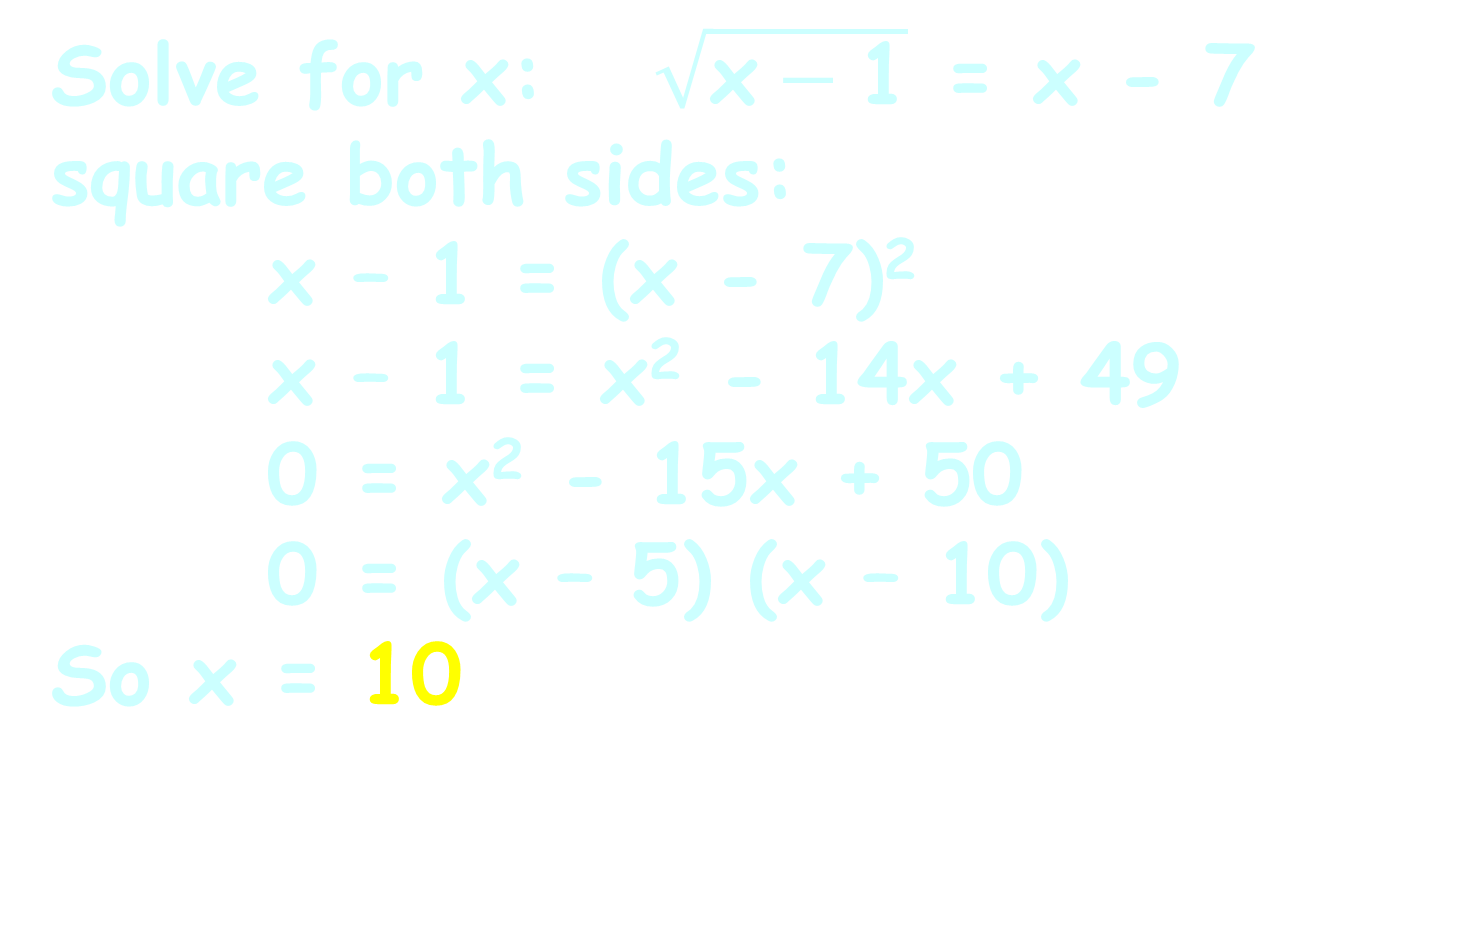 Solve for x: √x − 1 = x - 7
square both sides:
x – 1 = (x - 7)²
x – 1 = x² - 14x + 49
0 = x² - 15x + 50
0 = (x – 5) (x – 10)
So x = 10